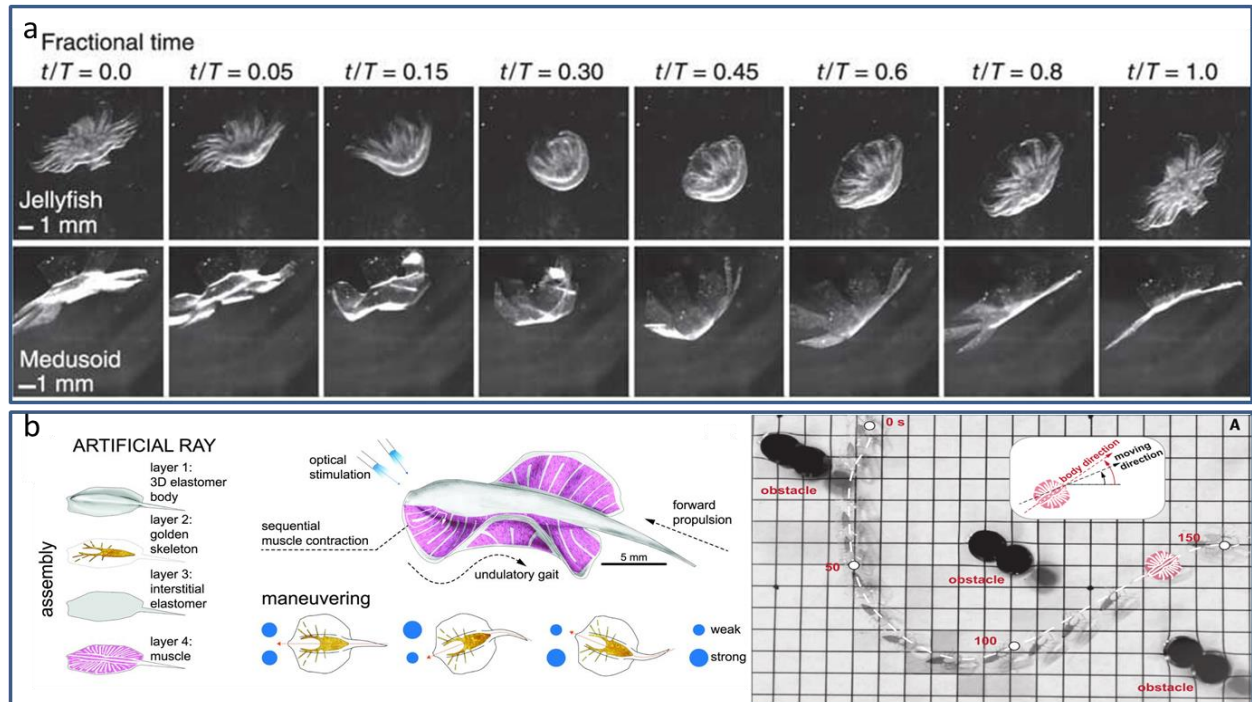 a
Fractional time
t/T = 0.0
t/T = 0.05
t/T = 0.15
t/T = 0.30
t/T = 0.45
t/T = 0.6
t/T = 0.8
t/T = 1.0
Jellyfish
1 mm
Medusoid
1 mm
b
ARTIFICIAL RAY
assembly
layer 1:
3D elastomer
body
layer 2:
golden
skeleton
layer 3:
interstitial
elastomer
layer 4:
muscle
optical
stimulation
sequential
muscle contraction
undulatory gait
forward
propulsion
5 mm
maneuvering
weak
strong
A
0 s
obstacle
body direction
moving
direction
50
obstacle
150
100
obstacle